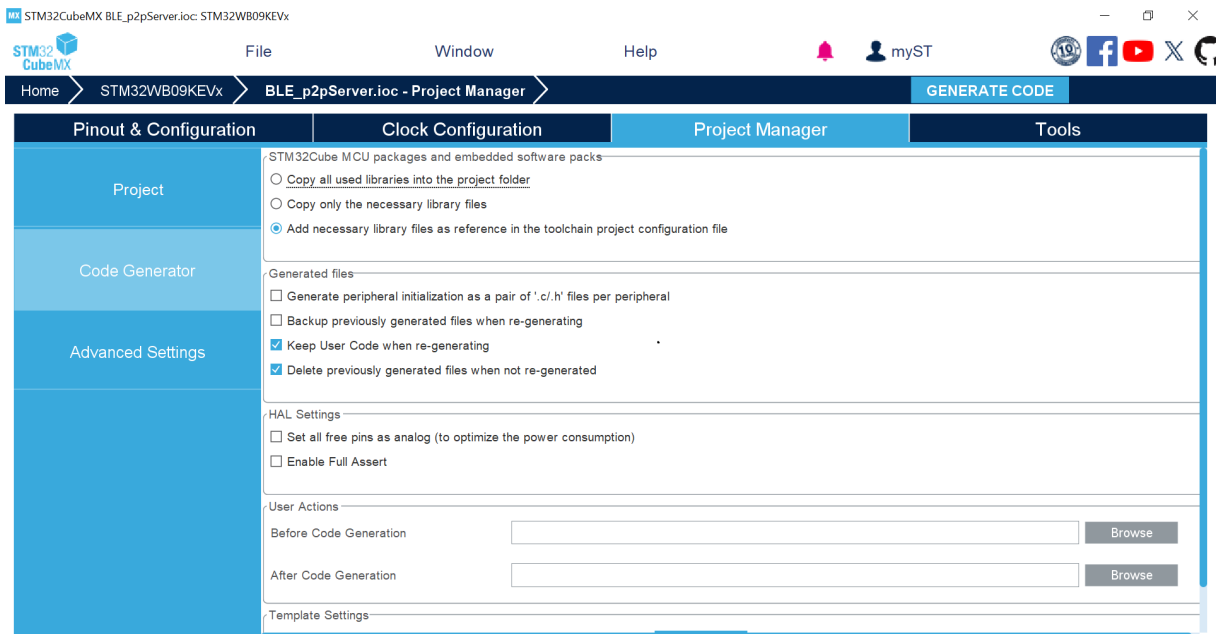 MX STM32CubeMX BLE_p2pServer.ioc: STM32WB09KEVx
STM32 CubeMX
File Window Help myST 10
Home STM32WB09KEVx BLE_p2pServer.ioc - Project Manager GENERATE CODE
Pinout & Configuration Clock Configuration Project Manager Tools
Project
Code Generator
Advanced Settings
STM32Cube MCU packages and embedded software packs
Copy all used libraries into the project folder
Copy only the necessary library files
Add necessary library files as reference in the toolchain project configuration file
Generated files
Generate peripheral initialization as a pair of '.c/.h' files per peripheral
Backup previously generated files when re-generating
Keep User Code when re-generating
Delete previously generated files when not re-generated
HAL Settings
Set all free pins as analog (to optimize the power consumption)
Enable Full Assert
User Actions
Before Code Generation Browse
After Code Generation Browse
Template Settings